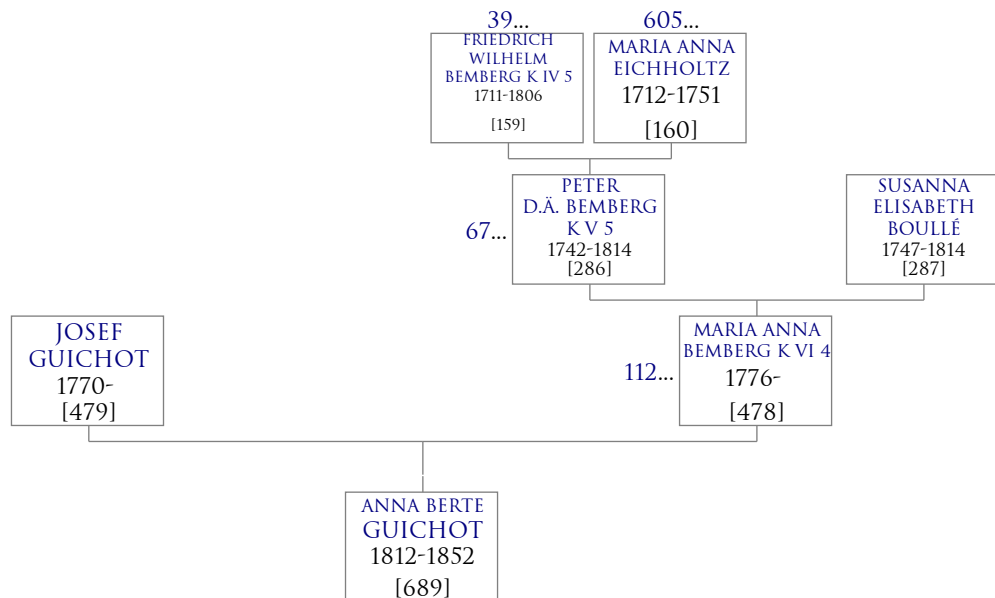 39...
FRIEDRICH
WILHELM
BEMBERG K IV 5
1711-1806
[159]
605...
MARIA ANNA
EICHHOLTZ
1712-1751
[160]
67...
PETER
D.Ä. BEMBERG
K V 5
1742-1814
[286]
SUSANNA
ELISABETH
BOULLÉ
1747-1814
[287]
JOSEF
GUICHOT
1770-
[479]
112...
MARIA ANNA
BEMBERG K VI 4
1776-
[478]
ANNA BERTE
GUICHOT
1812-1852
[689]